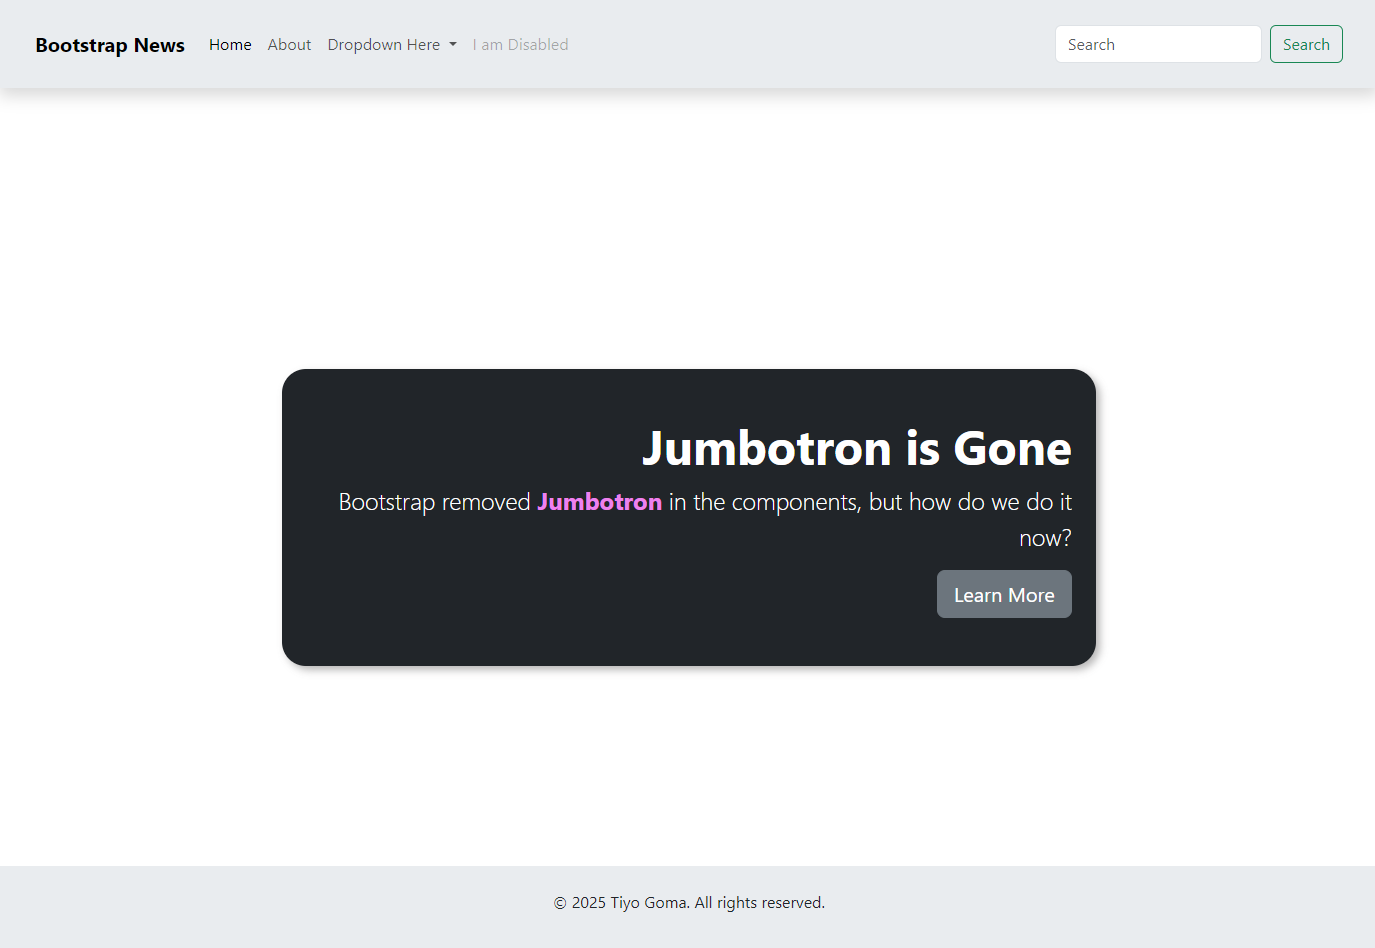 Bootstrap News Home About Dropdown Here I am Disabled Search Search
Jumbotron is Gone
Bootstrap removed Jumbotron in the components, but how do we do it
now?
Learn More
© 2025 Tiyo Goma. All rights reserved.